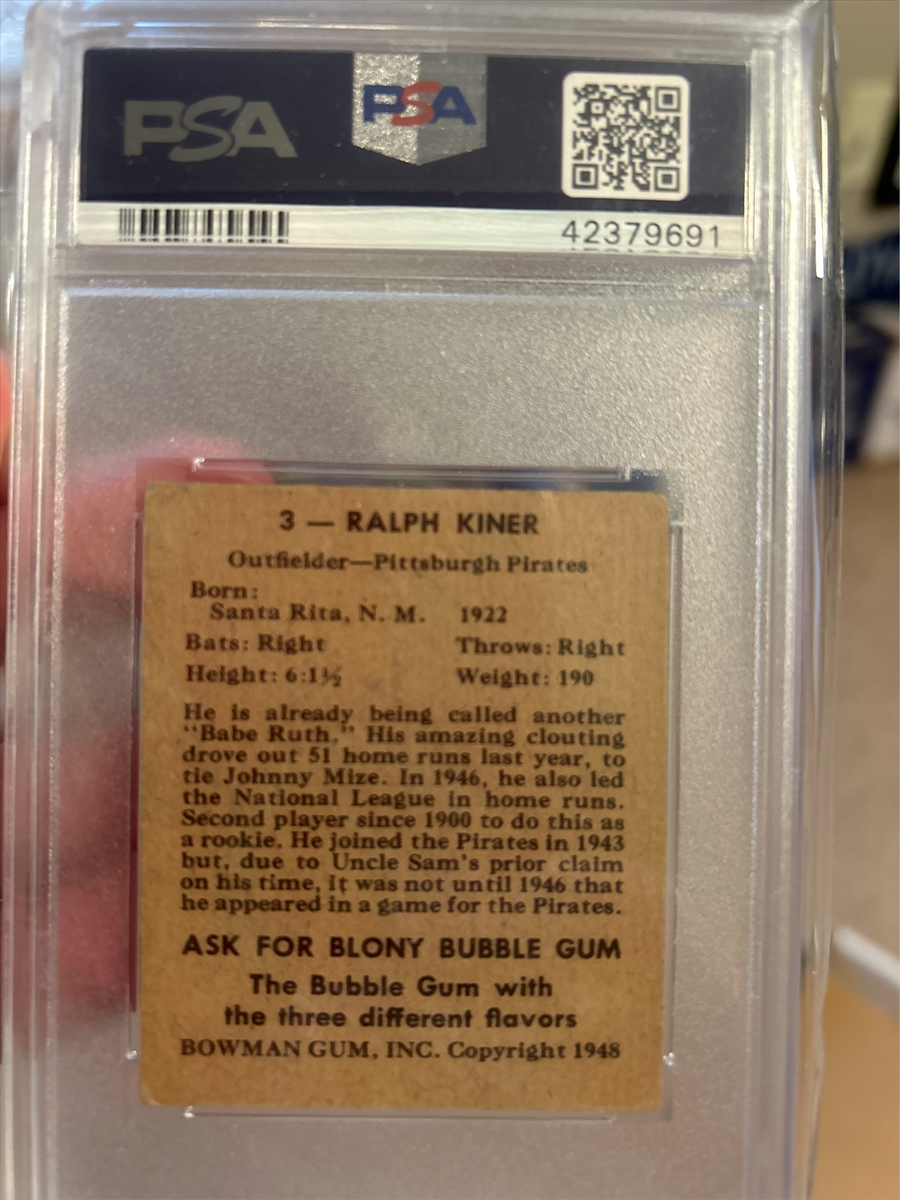 PSA
PSA
42379691
3 — RALPH KINER
Outfielder—Pittsburgh Pirates
Born:
Santa Rita, N. M. 1922
Bats: Right Throws: Right
Height: 6:1½ Weight: 190
He is already being called another
"Babe Ruth." His amazing clouting
drove out 51 home runs last year, to
tie Johnny Mize. In 1946, he also led
the National League in home runs.
Second player since 1900 to do this as
a rookie. He joined the Pirates in 1943
but, due to Uncle Sam's prior claim
on his time, it was not until 1946 that
he appeared in a game for the Pirates.
ASK FOR BLONY BUBBLE GUM
The Bubble Gum with
the three different flavors
BOWMAN GUM, INC. Copyright 1948